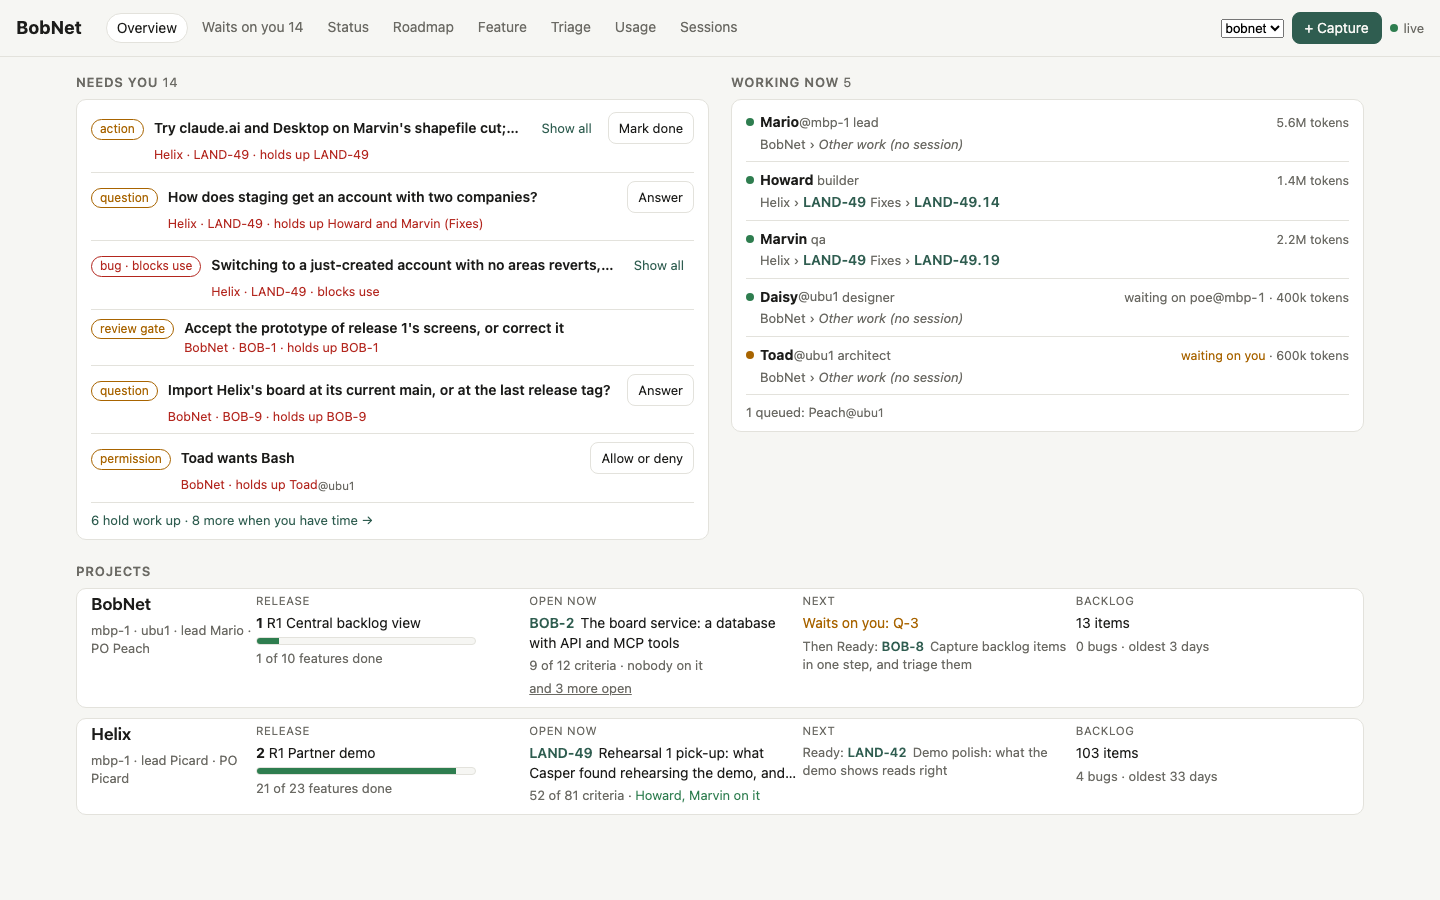 BobNet Overview Waits on you 14 Status Roadmap Feature Triage Usage Sessions bobnet + Capture live
NEEDS YOU 14
action Try claude.ai and Desktop on Marvin's shapefile cut;... Show all Mark done
Helix · LAND-49 · holds up LAND-49
question How does staging get an account with two companies? Answer
Helix · LAND-49 · holds up Howard and Marvin (Fixes)
bug · blocks use Switching to a just-created account with no areas reverts,... Show all
Helix · LAND-49 · blocks use
review gate Accept the prototype of release 1's screens, or correct it
BobNet · BOB-1 · holds up BOB-1
question Import Helix's board at its current main, or at the last release tag? Answer
BobNet · BOB-9 · holds up BOB-9
permission Toad wants Bash Allow or deny
BobNet · holds up Toad@ubu1
6 hold work up · 8 more when you have time →
WORKING NOW 5
Mario@mbp-1 lead 5.6M tokens
BobNet › Other work (no session)
Howard builder 1.4M tokens
Helix › LAND-49 Fixes › LAND-49.14
Marvin qa 2.2M tokens
Helix › LAND-49 Fixes › LAND-49.19
Daisy@ubu1 designer waiting on poe@mbp-1 · 400k tokens
BobNet › Other work (no session)
Toad@ubu1 architect waiting on you · 600k tokens
BobNet › Other work (no session)
1 queued: Peach@ubu1
PROJECTS
BobNet
mbp-1 · ubu1 · lead Mario ·
PO Peach
RELEASE
1 R1 Central backlog view
1 of 10 features done
OPEN NOW
BOB-2 The board service: a database
with API and MCP tools
9 of 12 criteria · nobody on it
and 3 more open
NEXT
Waits on you: Q-3
Then Ready: BOB-8 Capture backlog items
in one step, and triage them
BACKLOG
13 items
0 bugs · oldest 3 days
Helix
mbp-1 · lead Picard · PO
Picard
RELEASE
2 R1 Partner demo
21 of 23 features done
OPEN NOW
LAND-49 Rehearsal 1 pick-up: what
Casper found rehearsing the demo, and...
52 of 81 criteria · Howard, Marvin on it
NEXT
Ready: LAND-42 Demo polish: what the
demo shows reads right
BACKLOG
103 items
4 bugs · oldest 33 days